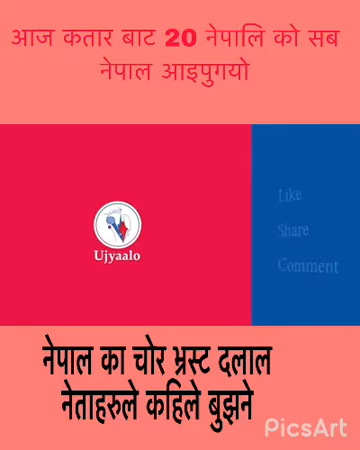 आज कतार बाट 20 नेपालि को सब
नेपाल आइपुगयो
Ujyaalo
Like
Share
Comment
नेपाल का चोर भ्रस्ट दलाल
नेताहरुले कहिले बुझने
PicsArt